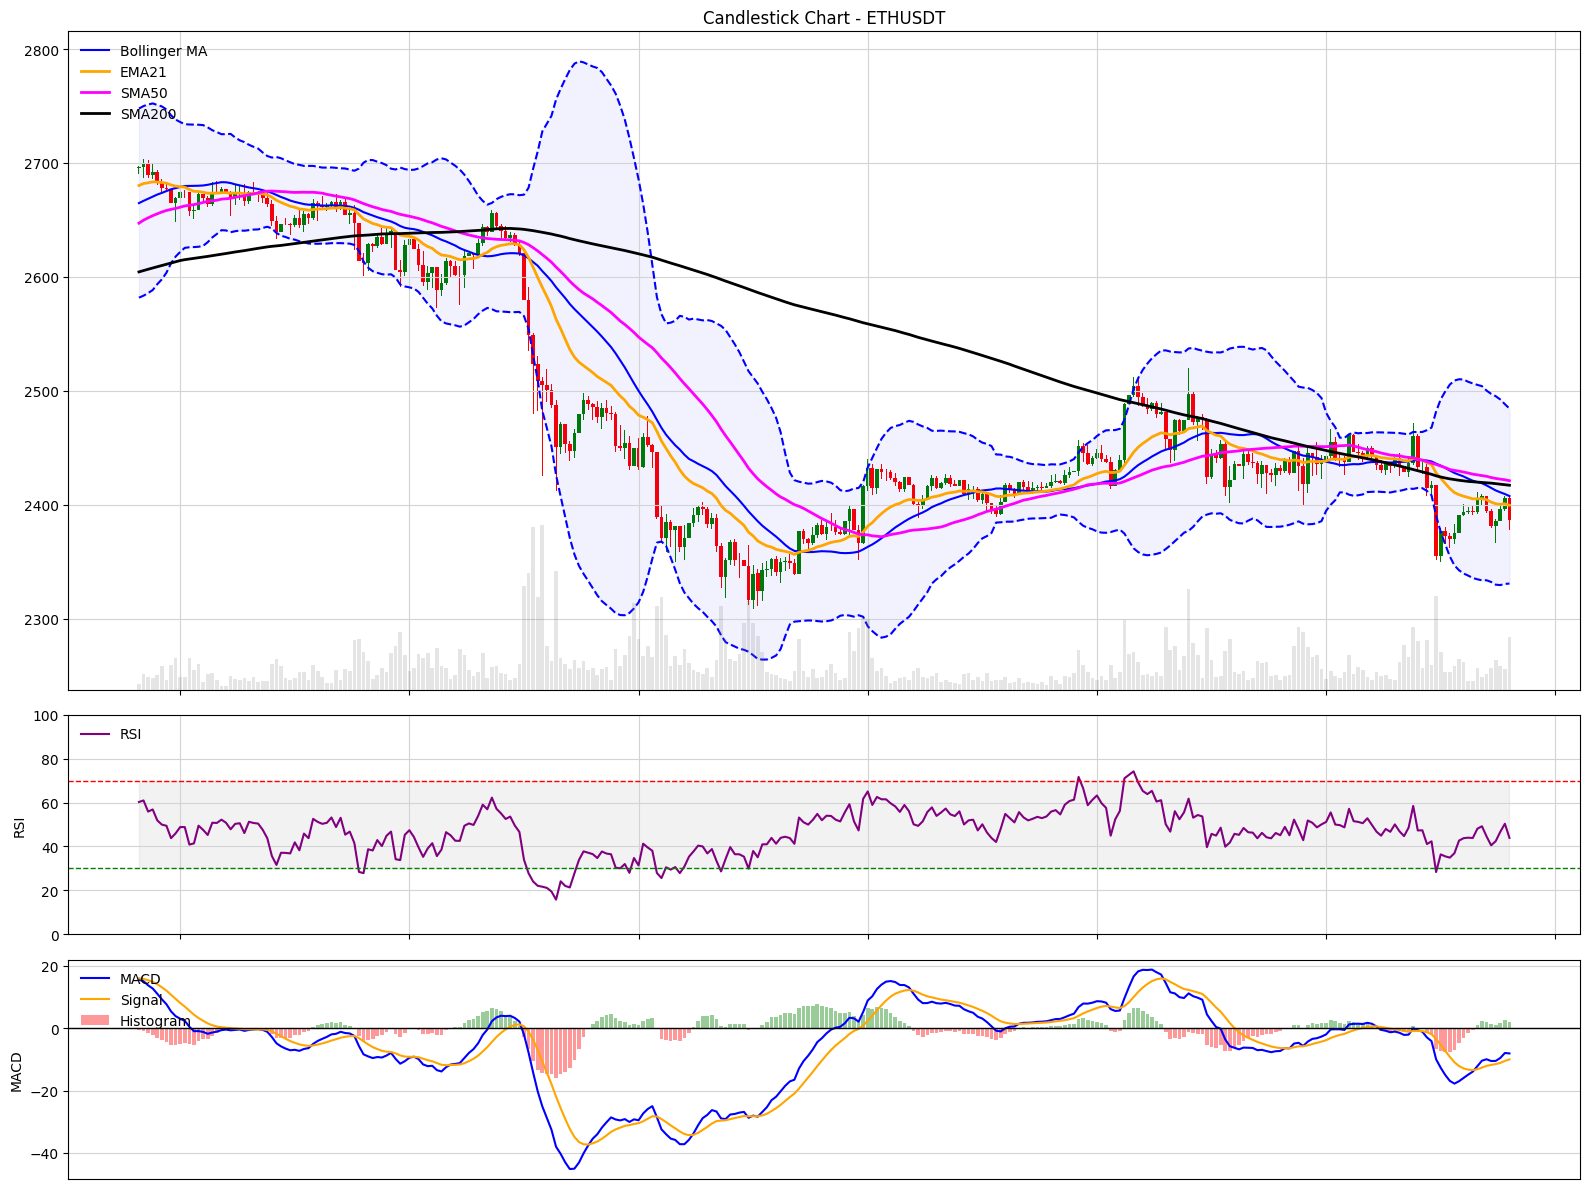 Candlestick Chart - ETHUSDT
2800
2700
2600
2500
2400
2300
Bollinger MA
EMA21
SMA50
SMA200
100
80
60
40
20
0
RSI
RSI
20
0
−20
−40
MACD
MACD
Signal
Histogram